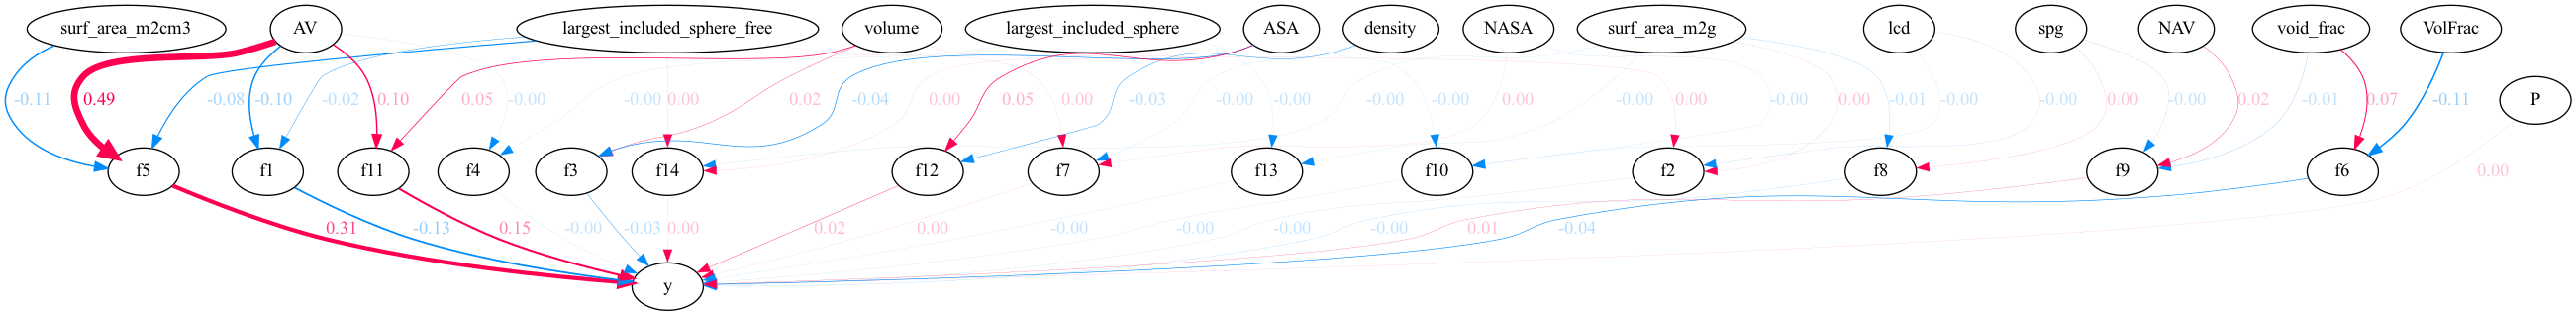 surf_area_m2cm3 AV largest_included_sphere_free volume largest_included_sphere ASA density NASA surf_area_m2g lcd spg NAV void_frac VolFrac
-0.11 0.49 -0.08 -0.10 -0.02 0.10 0.05 -0.00 -0.00 0.00 0.02 -0.04 0.00 0.05 0.00 -0.03 -0.00 -0.00 -0.00 -0.00 0.00 -0.00 0.00 -0.00 0.00 -0.01 -0.00 -0.00 0.00 -0.00 0.02 -0.01 0.07 -0.11 P
f5 f1 f11 f4 f3 f14 f12 f7 f13 f10 f2 f8 f9 f6 0.00
0.31 -0.13 0.15 -0.00 -0.03 0.00 0.02 0.00 -0.00 -0.00 -0.00 -0.00 0.01 -0.04
y